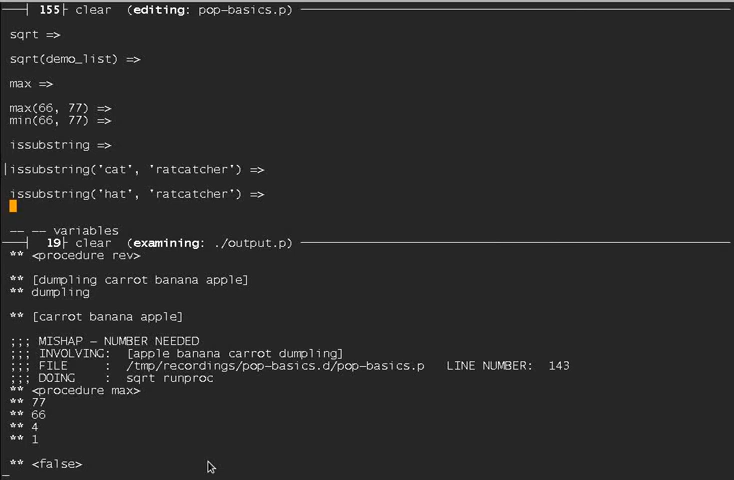 155 clear (editing: pop-basics.p)
sqrt =>
sqrt(demo_list) =>
max =>
max(66, 77) =>
min(66, 77) =>
issubstring =>
issubstring('cat', 'ratcatcher') =>
issubstring('hat', 'ratcatcher') =>
-- -- variables
19 clear (examining: ./output.p)
** <procedure rev>
** [dumpling carrot banana apple]
** dumpling
** [carrot banana apple]
;;; MISHAP - NUMBER NEEDED
;;; INVOLVING: [apple banana carrot dumpling]
;;; FILE : /tmp/recordings/pop-basics.d/pop-basics.p LINE NUMBER: 143
;;; DOING : sqrt runproc
** <procedure max>
** 77
** 66
** 4
** 1
** <false>